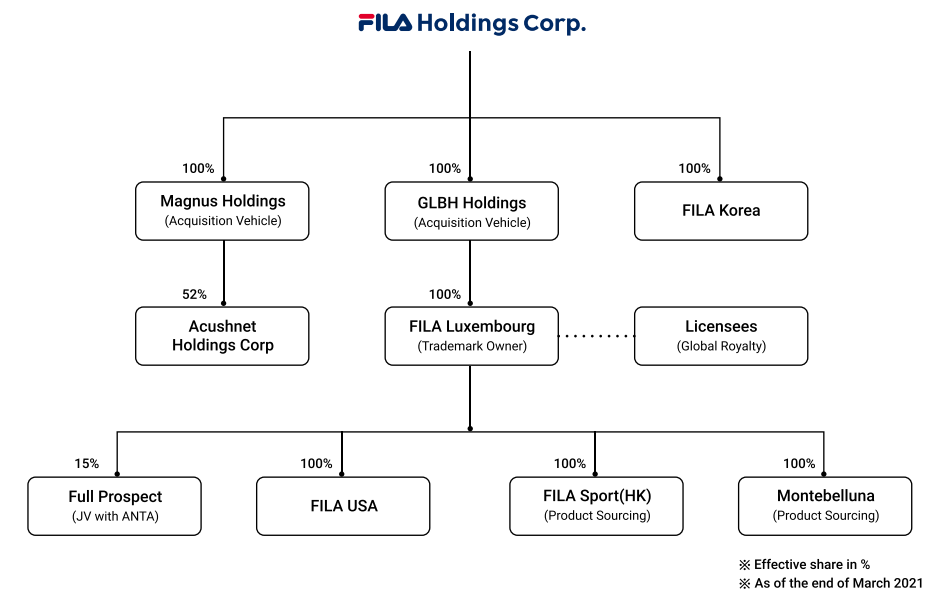 FILA Holdings Corp.
100%
100%
100%
Magnus Holdings
(Acquisition Vehicle)
GLBH Holdings
(Acquisition Vehicle)
FILA Korea
52%
100%
Acushnet
Holdings Corp
FILA Luxembourg
(Trademark Owner)
Licensees
(Global Royalty)
15%
100%
100%
100%
Full Prospect
(JV with ANTA)
FILA USA
FILA Sport(HK)
(Product Sourcing)
Montebelluna
(Product Sourcing)
※ Effective share in %
※ As of the end of March 2021